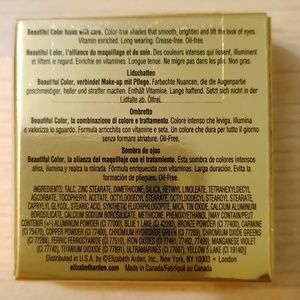 Beautiful Color fuses with care. Color-true shades that smooth, brighten and lift the look of eyes.
Vitamin enriched. Long wearing. Crease-free. Oil-Free.
Beautiful Color, l'alliance du maquillage et du soin. Des couleurs intenses qui lissent, illuminent
et liftent le regard. Enrichie en vitamines. Longue tenue. Ne migre pas dans les plis. Non gras.
Lidschatten
Beautiful Color, verbindet Make-up mit Pflege. Farbechte Nuancen, die die Augenpartie
geschmeidiger, heller und straffer machen. Enthält Vitamine. Lange haftend. Setzt sich nicht in der
Lidfalte ab. Ölfrei.
Ombretto
Beautiful Color, la combinazione di colore e trattamento. Colore intenso che leviga, illumina
e valorizza lo sguardo. Formula arricchita con vitamine e seta. Un colore che dura per tutto il giorno
senza formare striature. Oil-Free.
Sombra de ojos
Beautiful Color, la alianza del maquillaje con el tratamiento. Esta sombra de colores intensos
alisa, ilumina y realza la mirada. Fórmula enriquecida con vitaminas. Larga duración. Evita la
formación de pliegues. Oil-Free.
INGREDIENTS: TALC, ZINC STEARATE, DIMETHICONE, SILICA, RETINYL LINOLEATE, TETRAHEXYLDECYL
ASCORBATE, TOCOPHERYL ACETATE, OCTYLDODECYL STEARATE, OCTYLDODECYL STEAROYL STEARATE,
CAPRYLYL GLYCOL, SILK AMINO ACIDS, SYNTHETIC FLUORPHLOGOPITE, MICA, TIN OXIDE, CALCIUM ALUMINUM
BOROSILICATE, CALCIUM SODIUM BOROSILICATE, METHICONE, PHENOXYETHANOL, [MAY CONTAIN/PEUT
CONTENIR (+/-) ALUMINUM POWDER (CI 77000), BLUE 1 LAKE (CI 42090), BRONZE POWDER (CI 77400), CARMINE
(CI 75470), COPPER POWDER (CI 77400), CHROMIUM HYDROXIDE GREEN (CI 77289), CHROMIUM OXIDE GREENS
(CI 77288), FERRIC FERROCYANIDE (CI 77510), IRON OXIDES (CI 77491, 77492, 77499), MANGANESE VIOLET
(CI 77742), TITANIUM DIOXIDE (CI 77891), ULTRAMARINES (CI 77007), YELLOW 5 LAKE (CI 19140)]
Distributed in U.S.A. by ©Elizabeth Arden, Inc., New York, NY 10003
elizabetharden.com Made in Canada/Fabriqué au Canada